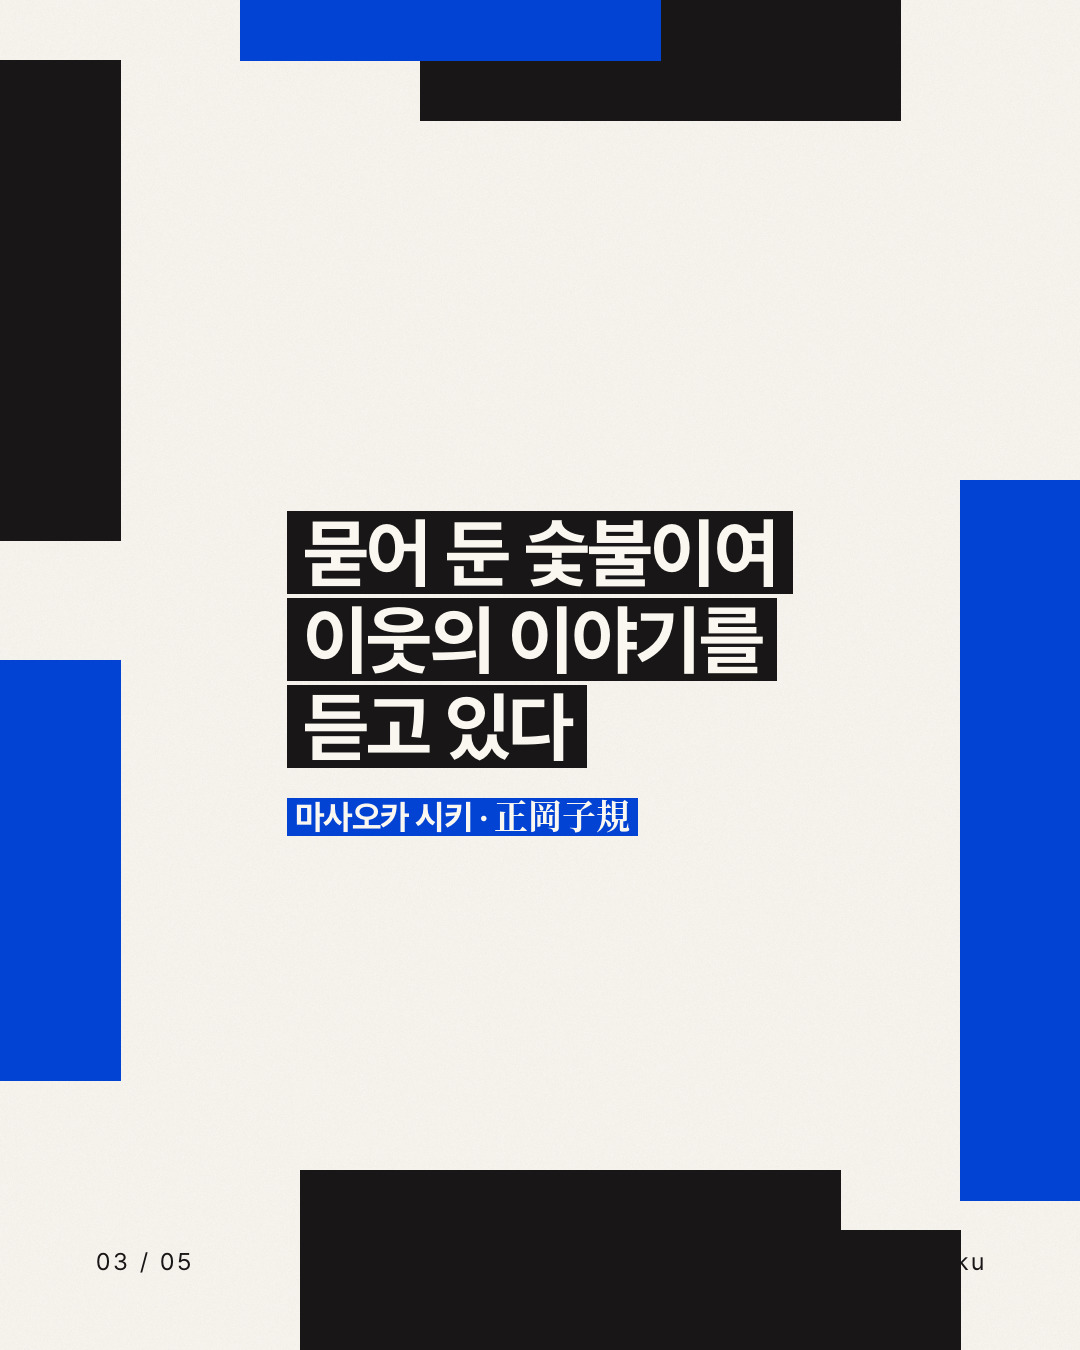 묻어 둔 숯불이여
이웃의 이야기를
듣고 있다
마사오카 시키 · 正岡子規
03 / 05